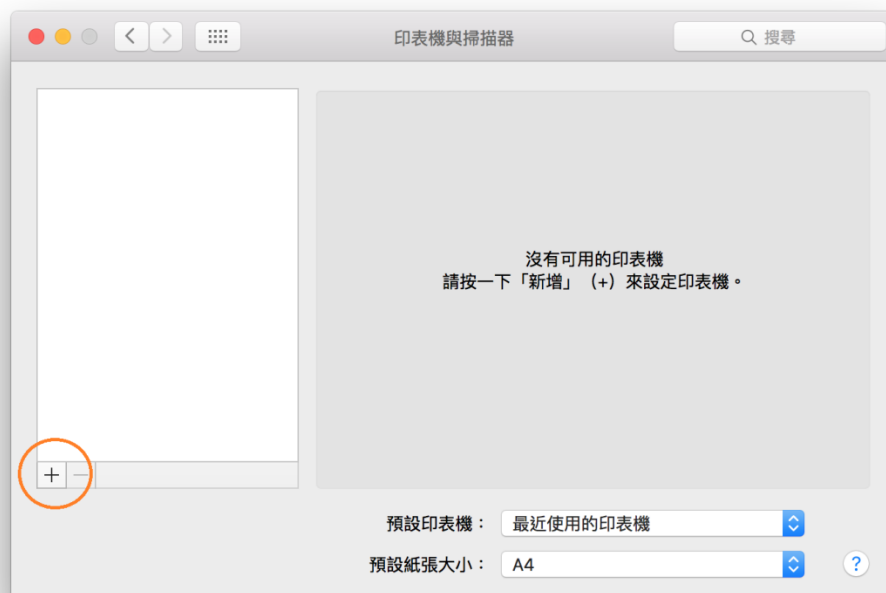 印表機與掃描器
搜尋
沒有可用的印表機
請按一下「新增」（+）來設定印表機。
預設印表機： 最近使用的印表機
預設紙張大小： A4
?